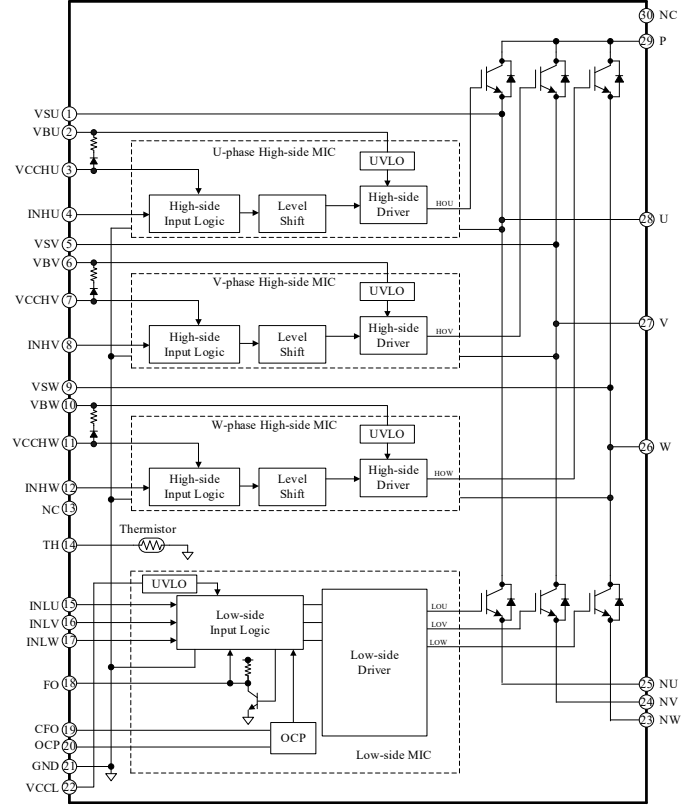 30 NC
29 P
VSU 1
VBU 2
VCCHU 3
INHU 4
U-phase High-side MIC
UVLO
High-side
Input Logic
Level
Shift
High-side
Driver
HOU
28 U
VSV 5
VBV 6
VCCHV 7
INHV 8
V-phase High-side MIC
UVLO
High-side
Input Logic
Level
Shift
High-side
Driver
HOV
27 V
VSW 9
VBW 10
VCCHW 11
INHW 12
NC 13
W-phase High-side MIC
UVLO
High-side
Input Logic
Level
Shift
High-side
Driver
HOW
26 W
Thermistor
TH 14
UVLO
INLU 15
INLV 16
INLW 17
Low-side
Input Logic
Low-side
Driver
LOU
LOV
LOW
FO 18
CFO 19
OCP 20
GND 21
VCCL 22
OCP
Low-side MIC
25 NU
24 NV
23 NW